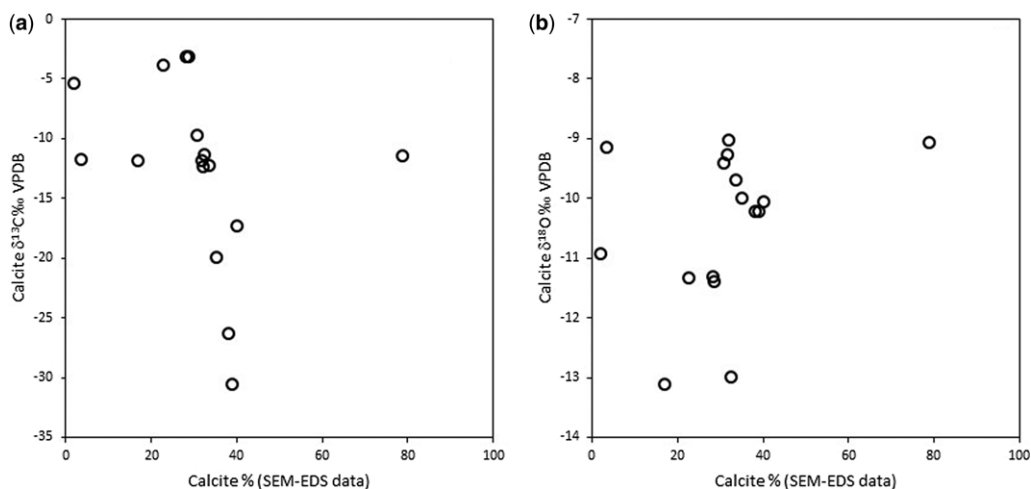 (a)
0
-5
-10
-15
-20
-25
-30
-35
Calcite δ¹³C‰ VPDB
0 20 40 60 80 100
Calcite % (SEM-EDS data)
(b)
-7
-8
-9
-10
-11
-12
-13
-14
Calcite δ¹⁸O ‰ VPDB
0 20 40 60 80 100
Calcite % (SEM-EDS data)